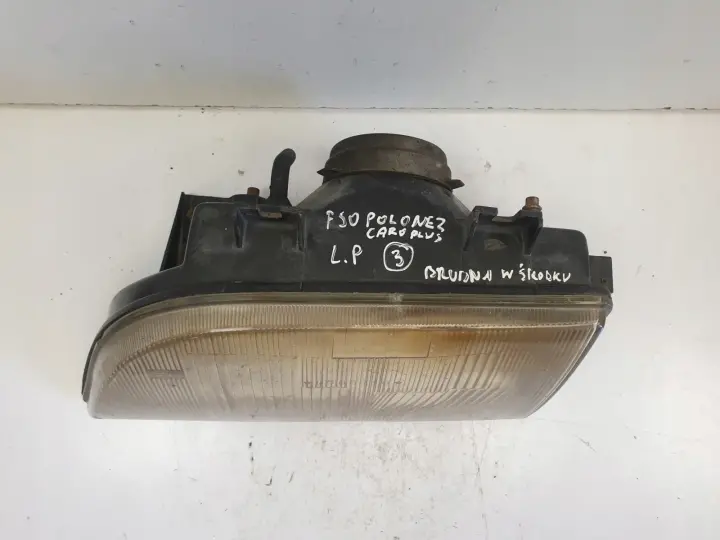 FSO POLONEZ
CARO PLUS
L.P 3
BRUDNA W ŚRODKU